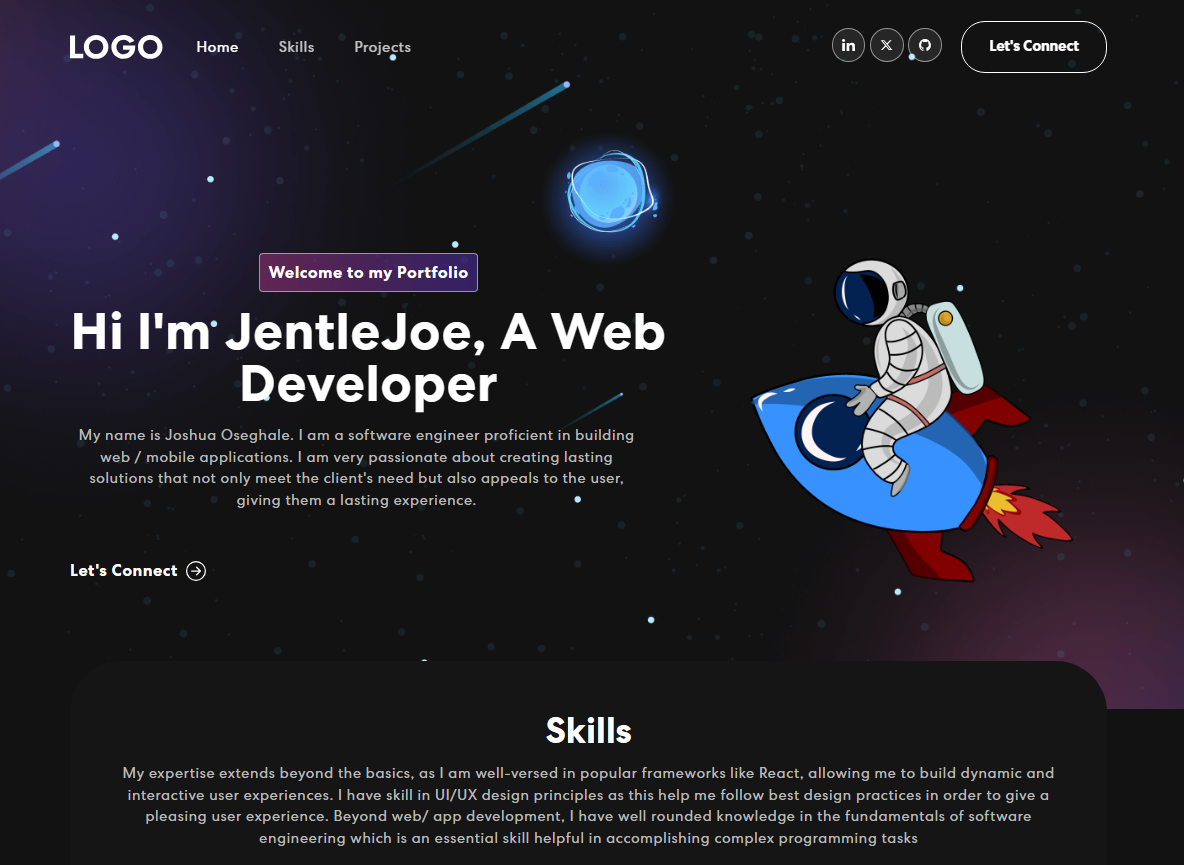 LOGO Home Skills Projects Let's Connect
Welcome to my Portfolio
Hi I'm JentleJoe, A Web
Developer
My name is Joshua Oseghale. I am a software engineer proficient in building
web / mobile applications. I am very passionate about creating lasting
solutions that not only meet the client's need but also appeals to the user,
giving them a lasting experience.
Let's Connect
Skills
My expertise extends beyond the basics, as I am well-versed in popular frameworks like React, allowing me to build dynamic and
interactive user experiences. I have skill in UI/UX design principles as this help me follow best design practices in order to give a
pleasing user experience. Beyond web/ app development, I have well rounded knowledge in the fundamentals of software
engineering which is an essential skill helpful in accomplishing complex programming tasks